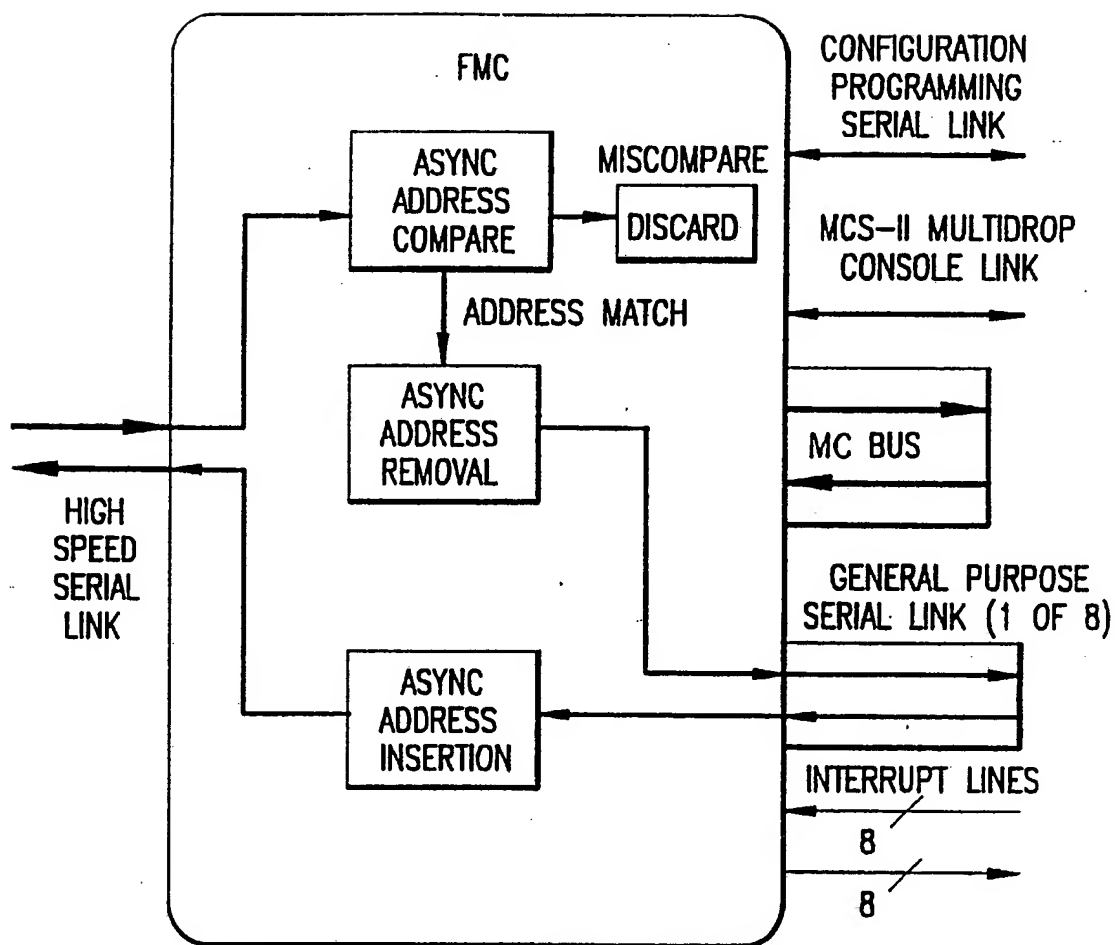 FMC
CONFIGURATION
PROGRAMMING
SERIAL LINK
ASYNC
ADDRESS
COMPARE
MISCOMPARE
DISCARD
MCS-II MULTIDROP
CONSOLE LINK
ADDRESS MATCH
ASYNC
ADDRESS
REMOVAL
MC BUS
HIGH
SPEED
SERIAL
LINK
GENERAL PURPOSE
SERIAL LINK (1 OF 8)
ASYNC
ADDRESS
INSERTION
INTERRUPT LINES
8
8